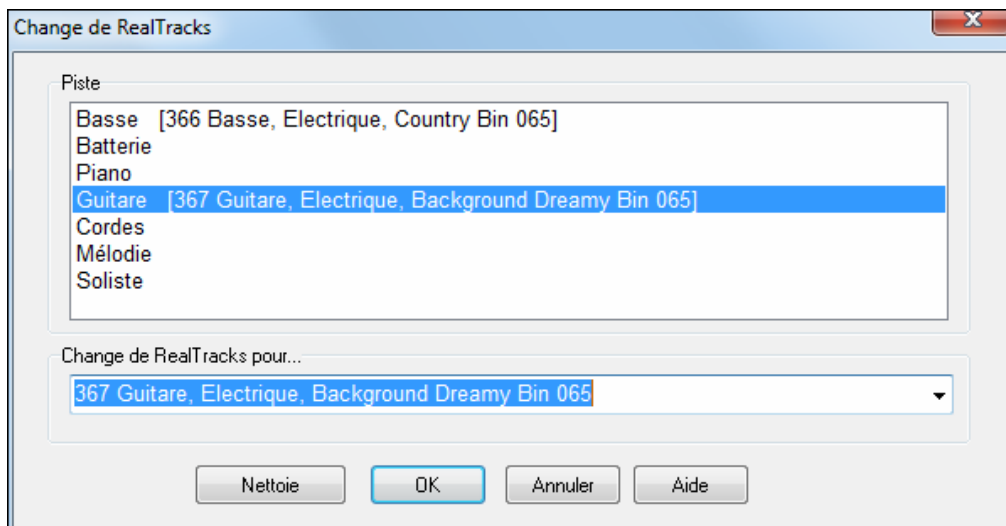 Change de RealTracks
Piste
Basse [366 Basse, Electrique, Country Bin 065]
Batterie
Piano
Guitare [367 Guitare, Electrique, Background Dreamy Bin 065]
Cordes
Mélodie
Soliste
Change de RealTracks pour...
367 Guitare, Electrique, Background Dreamy Bin 065
Nettoie OK Annuler Aide